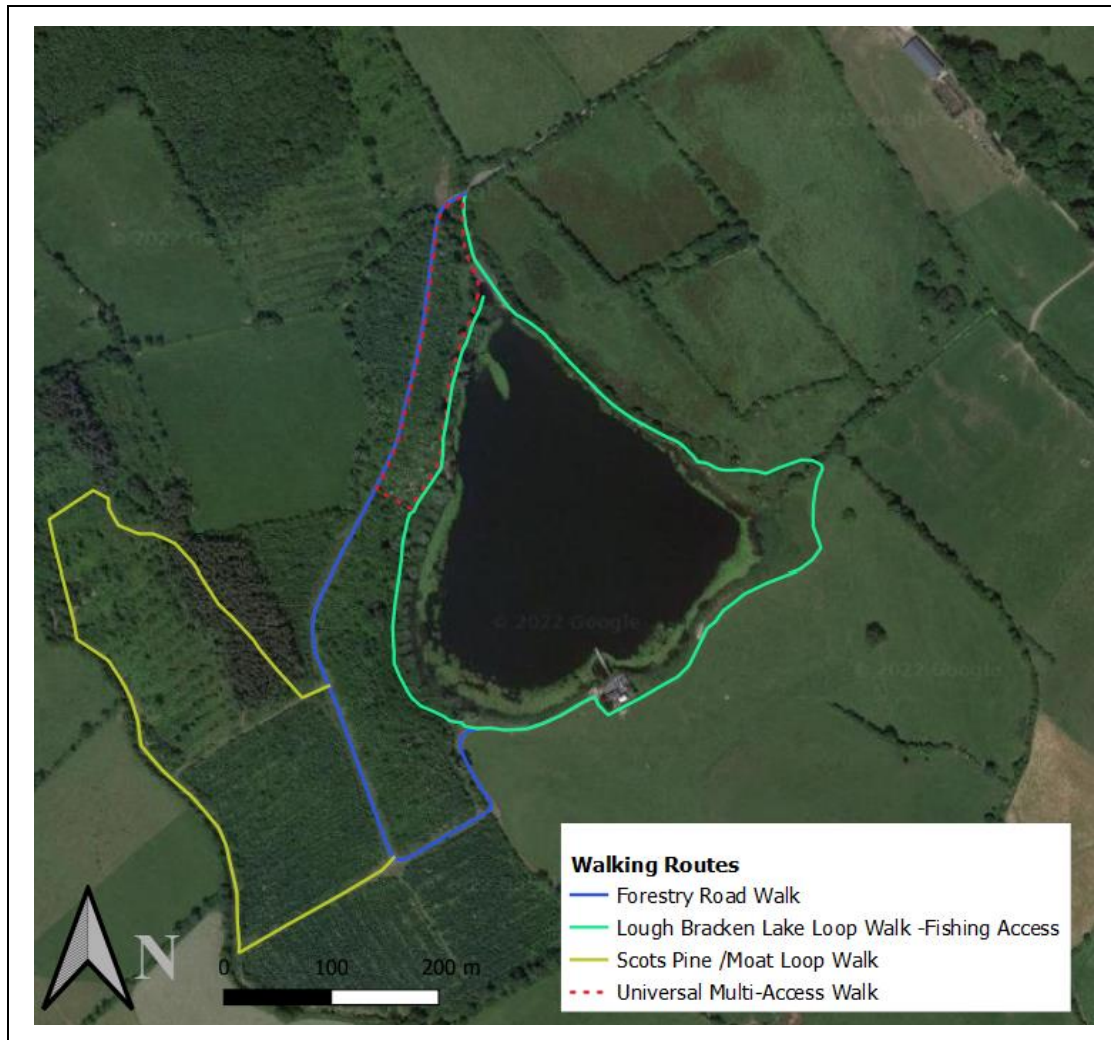 © 2022 Google
© 2022 Google
© 2022 Google
© 2022 Google
Walking Routes
Forestry Road Walk
Lough Bracken Lake Loop Walk -Fishing Access
Scots Pine /Moat Loop Walk
Universal Multi-Access Walk
N
0 100 200 m